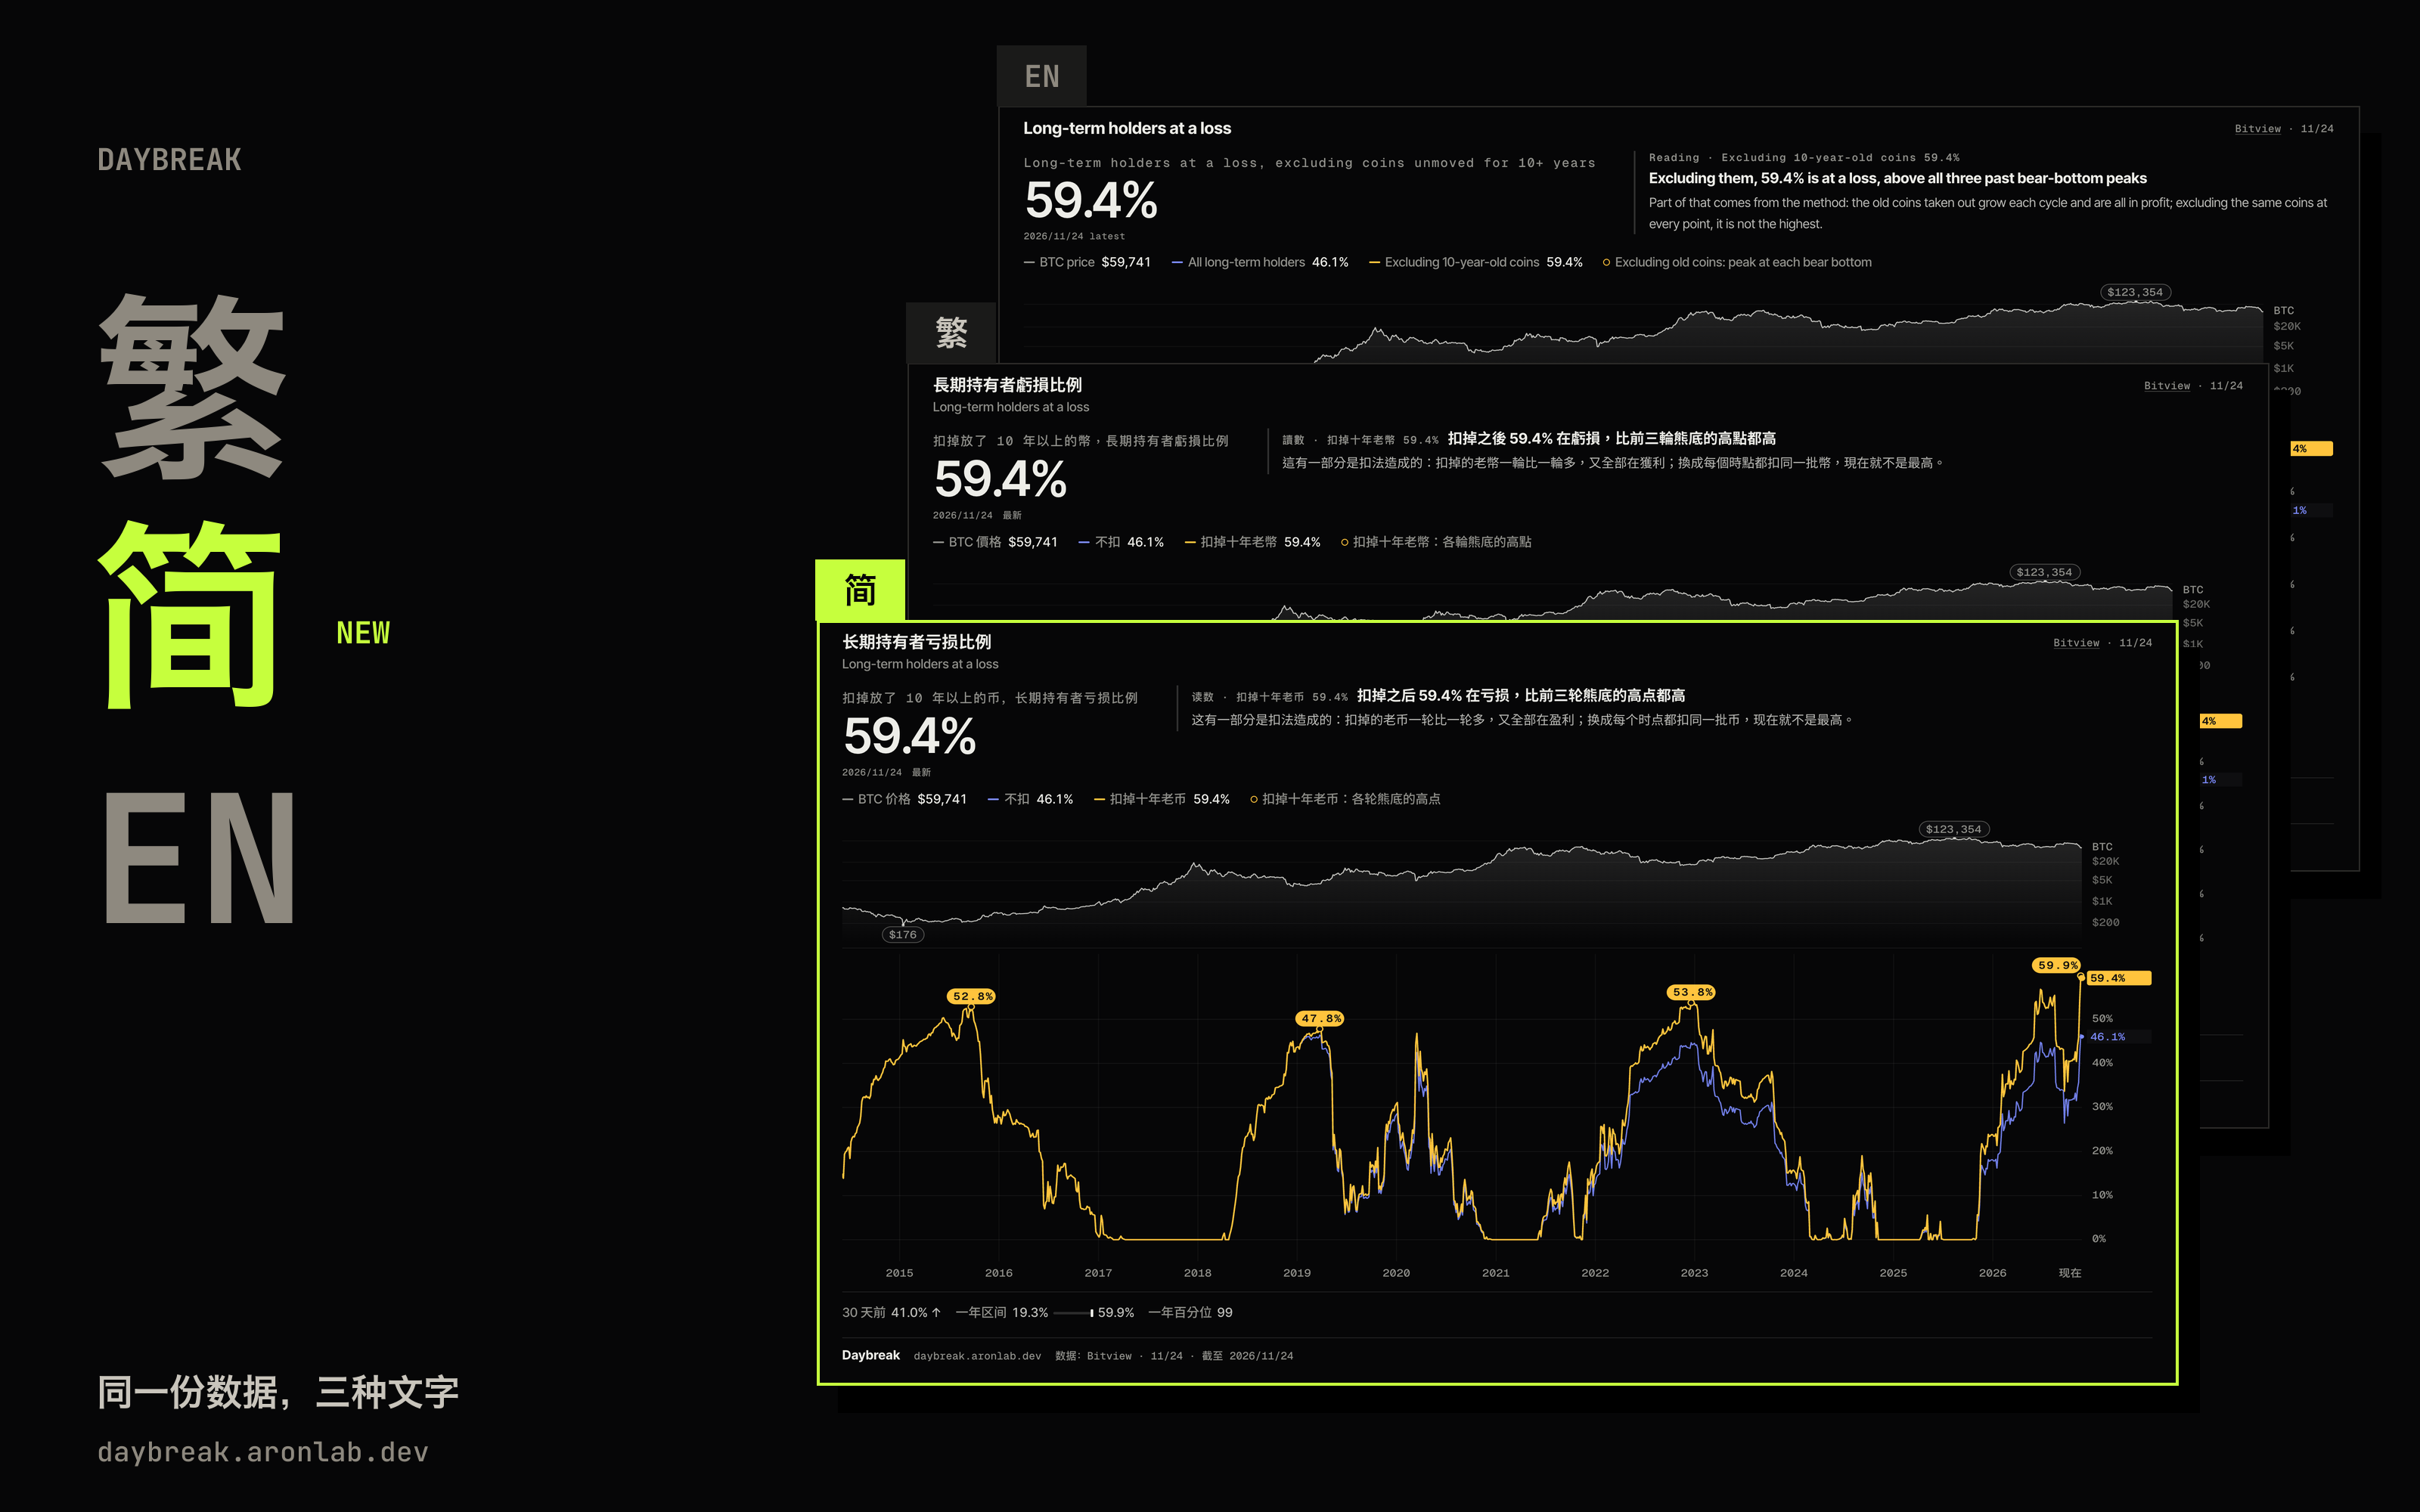 DAYBREAK
繁
简 NEW
EN
同一份数据，三种文字
daybreak.aronlab.dev
EN
Long-term holders at a loss
Bitview · 11/24
Long-term holders at a loss, excluding coins unmoved for 10+ years
59.4%
2026/11/24 latest
Reading · Excluding 10-year-old coins 59.4%
Excluding them, 59.4% is at a loss, above all three past bear-bottom peaks
Part of that comes from the method: the old coins taken out grow each cycle and are all in profit; excluding the same coins at
every point, it is not the highest.
BTC price $59,741 All long-term holders 46.1% Excluding 10-year-old coins 59.4% Excluding old coins: peak at each bear bottom
$123,354
BTC
$20K
$5K
$1K
4%
1%
繁
長期持有者虧損比例
Long-term holders at a loss
Bitview · 11/24
扣掉放了 10 年以上的幣，長期持有者虧損比例
59.4%
2026/11/24 最新
讀數 · 扣掉十年老幣 59.4% 扣掉之後 59.4% 在虧損，比前三輪熊底的高點都高
這有一部分是扣法造成的：扣掉的老幣一輪比一輪多，又全部在獲利；換成每個時點都扣同一批幣，現在就不是最高。
BTC 價格 $59,741 不扣 46.1% 扣掉十年老幣 59.4% 扣掉十年老幣：各輪熊底的高點
$123,354
BTC
$20K
$5K
$1K
4%
1%
简
长期持有者亏损比例
Long-term holders at a loss
Bitview · 11/24
扣掉放了 10 年以上的币，长期持有者亏损比例
59.4%
2026/11/24 最新
读数 · 扣掉十年老币 59.4% 扣掉之后 59.4% 在亏损，比前三轮熊底的高点都高
这有一部分是扣法造成的：扣掉的老币一轮比一轮多，又全部在盈利；换成每个时点都扣同一批币，现在就不是最高。
BTC 价格 $59,741 不扣 46.1% 扣掉十年老币 59.4% 扣掉十年老币：各轮熊底的高点
$123,354
BTC
$20K
$5K
$1K
$200
$176
59.9%
59.4%
52.8%
53.8%
47.8%
50%
46.1%
40%
30%
20%
10%
0%
2015 2016 2017 2018 2019 2020 2021 2022 2023 2024 2025 2026 现在
30 天前 41.0% ↑ 一年区间 19.3% 59.9% 一年百分位 99
Daybreak daybreak.aronlab.dev 数据：Bitview · 11/24 · 截至 2026/11/24